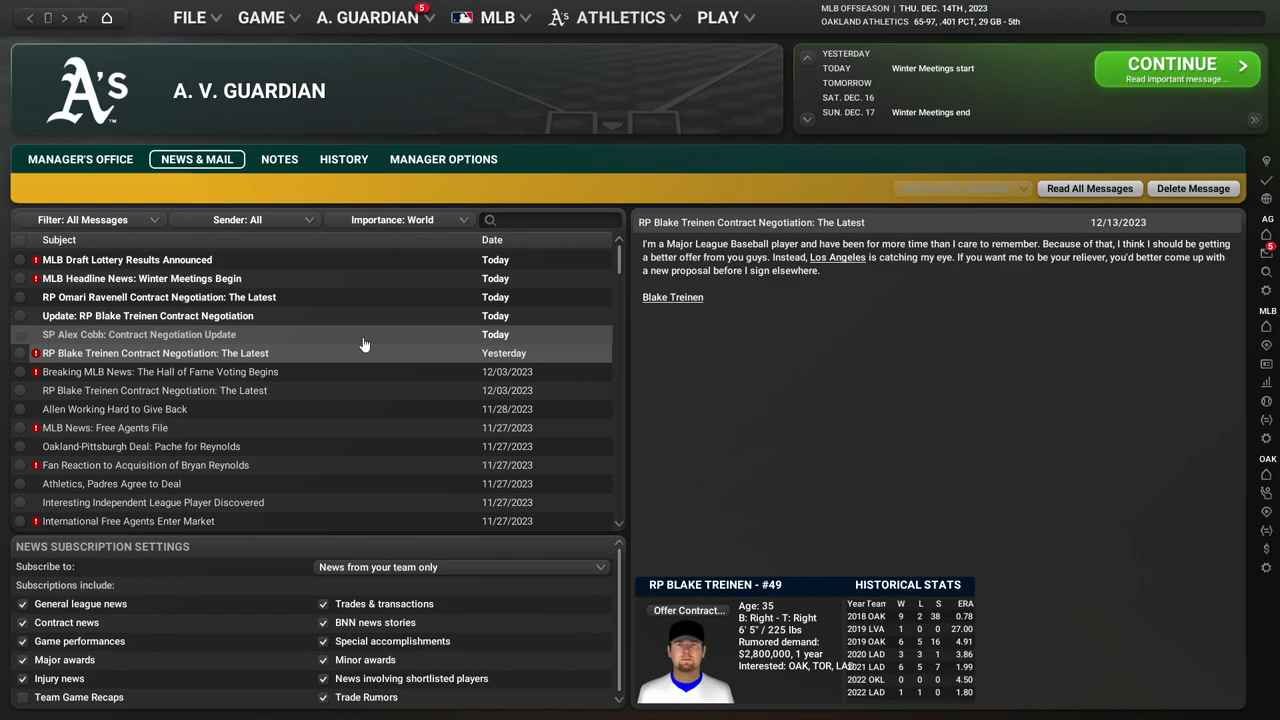 FILE
GAME
A. GUARDIAN
5
MLB
A's
ATHLETICS
PLAY
MLB OFFSEASON | THU. DEC. 14TH , 2023
OAKLAND ATHLETICS 65-97, .401 PCT, 29 GB - 5th
A's
A. V. GUARDIAN
YESTERDAY
TODAY Winter Meetings start
TOMORROW
SAT. DEC. 16
SUN. DEC. 17 Winter Meetings end
CONTINUE
Read important message...
MANAGER'S OFFICE
NEWS & MAIL
NOTES
HISTORY
MANAGER OPTIONS
Read All Messages
Delete Message
Filter: All Messages
Sender: All
Importance: World
Subject Date
MLB Draft Lottery Results Announced Today
MLB Headline News: Winter Meetings Begin Today
RP Omari Ravenell Contract Negotiation: The Latest Today
Update: RP Blake Treinen Contract Negotiation Today
SP Alex Cobb: Contract Negotiation Update Today
RP Blake Treinen Contract Negotiation: The Latest Yesterday
Breaking MLB News: The Hall of Fame Voting Begins 12/03/2023
RP Blake Treinen Contract Negotiation: The Latest 12/03/2023
Allen Working Hard to Give Back 11/28/2023
MLB News: Free Agents File 11/27/2023
Oakland-Pittsburgh Deal: Pache for Reynolds 11/27/2023
Fan Reaction to Acquisition of Bryan Reynolds 11/27/2023
Athletics, Padres Agree to Deal 11/27/2023
Interesting Independent League Player Discovered 11/27/2023
International Free Agents Enter Market 11/27/2023
NEWS SUBSCRIPTION SETTINGS
Subscribe to: News from your team only
Subscriptions include:
General league news Trades & transactions
Contract news BNN news stories
Game performances Special accomplishments
Major awards Minor awards
Injury news News involving shortlisted players
Team Game Recaps Trade Rumors
RP Blake Treinen Contract Negotiation: The Latest 12/13/2023
I'm a Major League Baseball player and have been for more time than I care to remember. Because of that, I think I should be getting
a better offer from you guys. Instead, Los Angeles is catching my eye. If you want me to be your reliever, you'd better come up with
a new proposal before I sign elsewhere.
Blake Treinen
RP BLAKE TREINEN - #49
Offer Contract...
Age: 35
B: Right - T: Right
6' 5" / 225 lbs
Rumored demand:
$2,800,000, 1 year
Interested: OAK, TOR, LAD
HISTORICAL STATS
Year Team W L S ERA
2018 OAK 9 2 38 0.78
2019 LVA 1 0 0 27.00
2019 OAK 6 5 16 4.91
2020 LAD 3 3 1 3.86
2021 LAD 6 5 7 1.99
2022 OKL 0 0 0 4.50
2022 LAD 1 1 0 1.80
AG
5
MLB
OAK